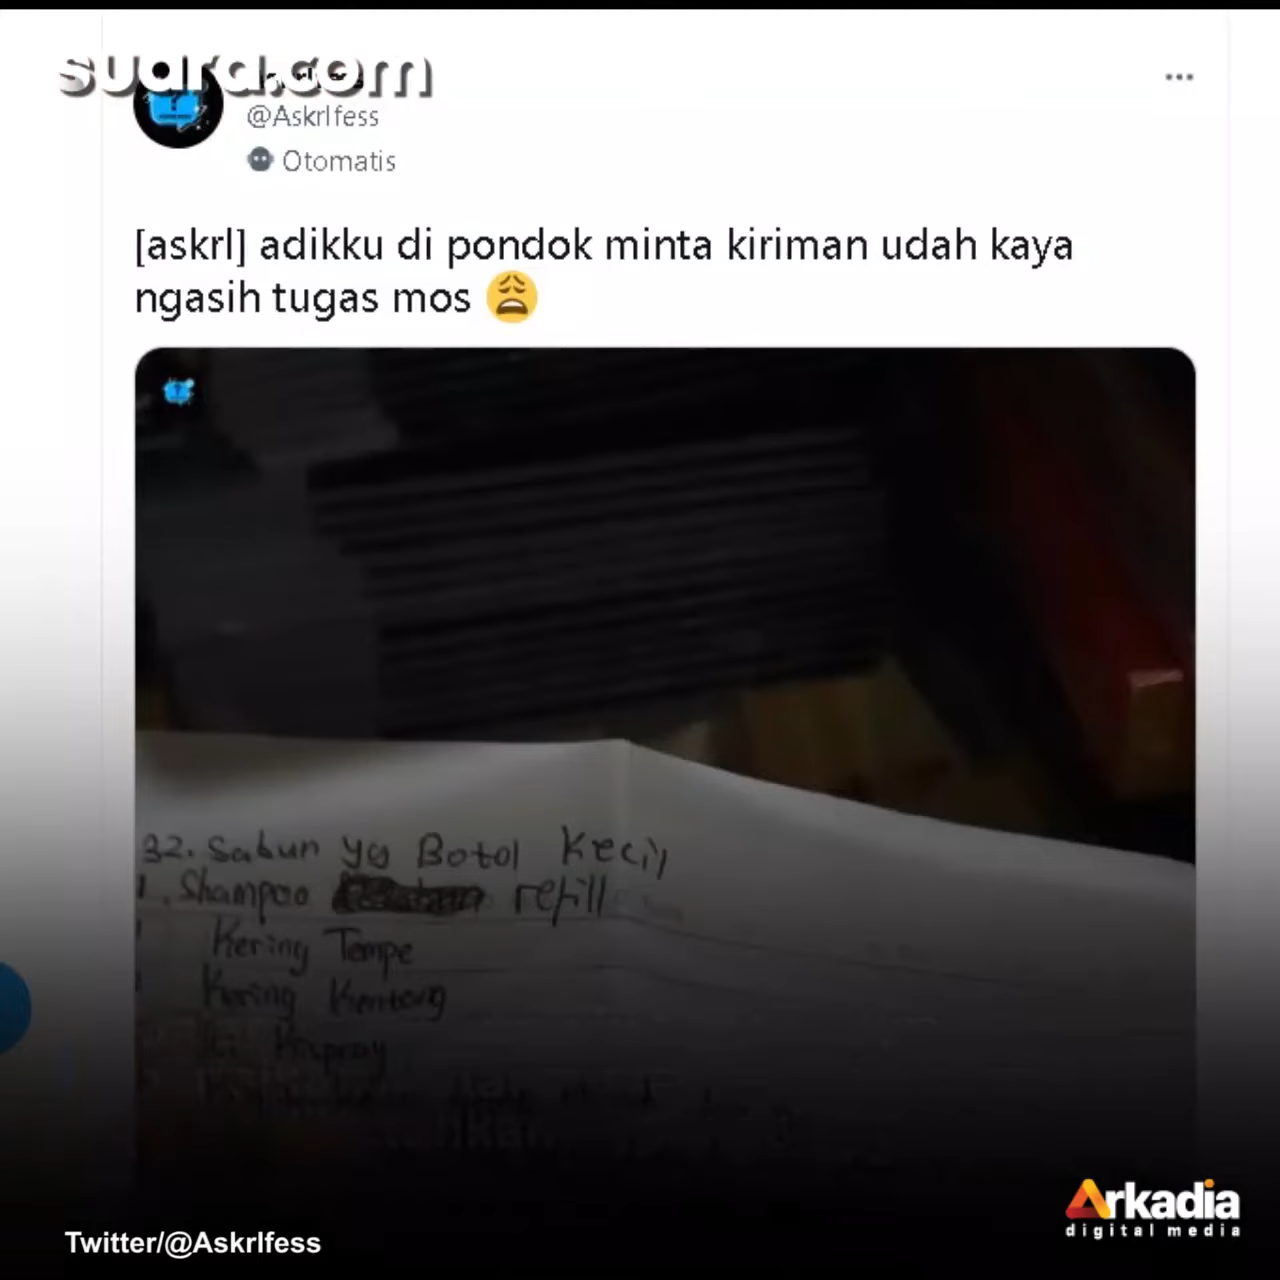 suara.com
@Askrlfess
Otomatis
[askrl] adikku di pondok minta kiriman udah kaya
ngasih tugas mos
32. Sabun yg Botol Kecil
Shampoo refill
Kering Tempe
Kering Kentang
Kispray
Twitter/@Askrlfess
Arkadia
digital media